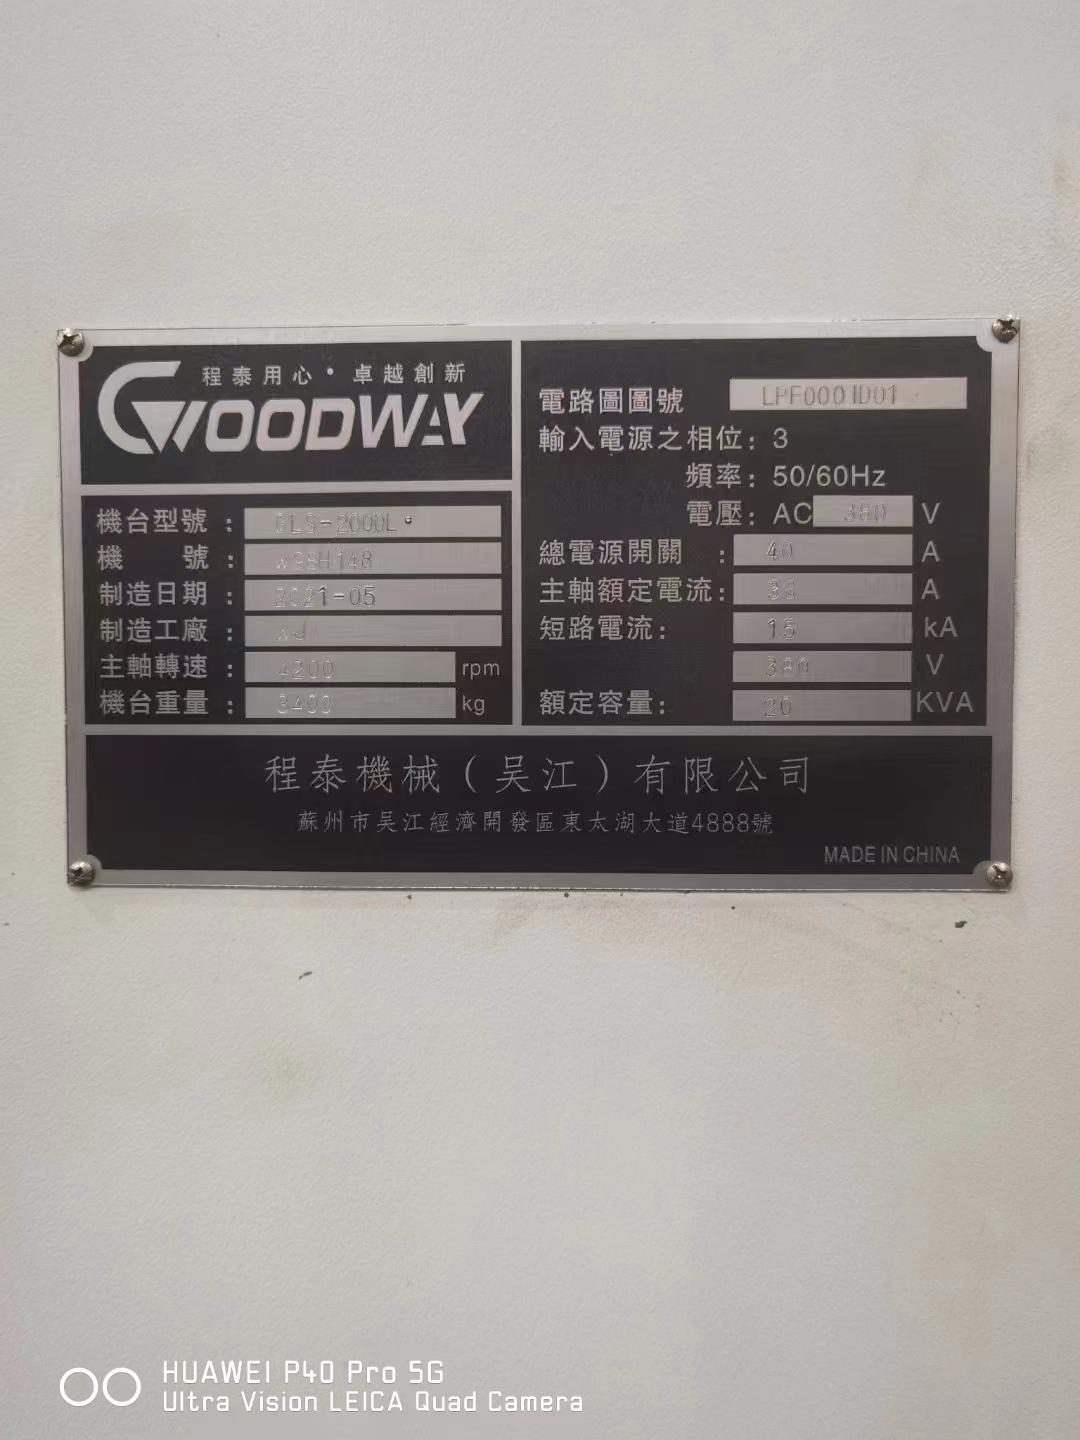 程泰用心·卓越創新
GOODWAY
機台型號：GLS-2000L
機 號：
制造日期：2021-05
制造工廠：
主軸轉速：4200 rpm
機台重量：3400 kg
電路圖圖號
輸入電源之相位：3
頻率：50/60Hz
電壓：AC 380 V
總電源開關：40 A
主軸額定電流： A
短路電流：15 kA
380 V
額定容量：20 KVA
程泰機械（吴江）有限公司
蘇州市吴江經濟開發區東太湖大道4888號
MADE IN CHINA
HUAWEI P40 Pro 5G
Ultra Vision LEICA Quad Camera